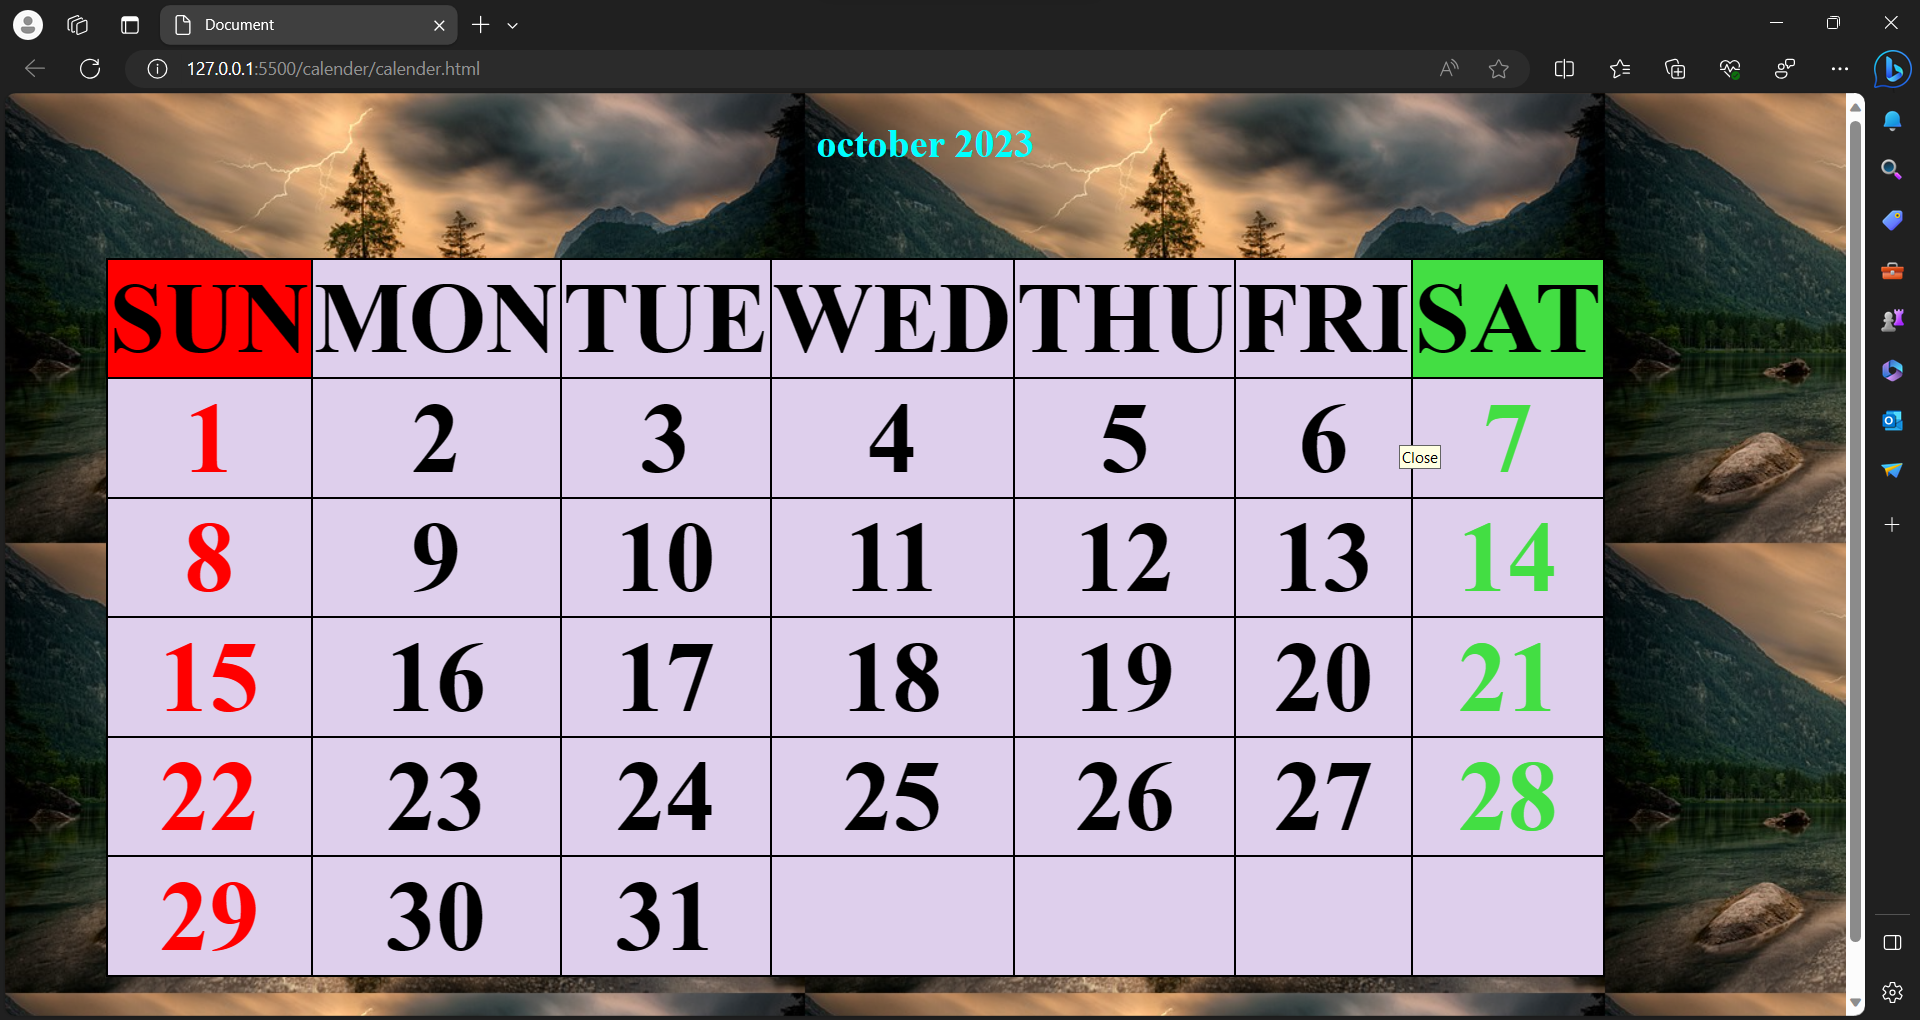 Document
127.0.0.1:5500/calender/calender.html
october 2023
SUN MON TUE WED THU FRI SAT
1 2 3 4 5 6 7
Close
8 9 10 11 12 13 14
15 16 17 18 19 20 21
22 23 24 25 26 27 28
29 30 31